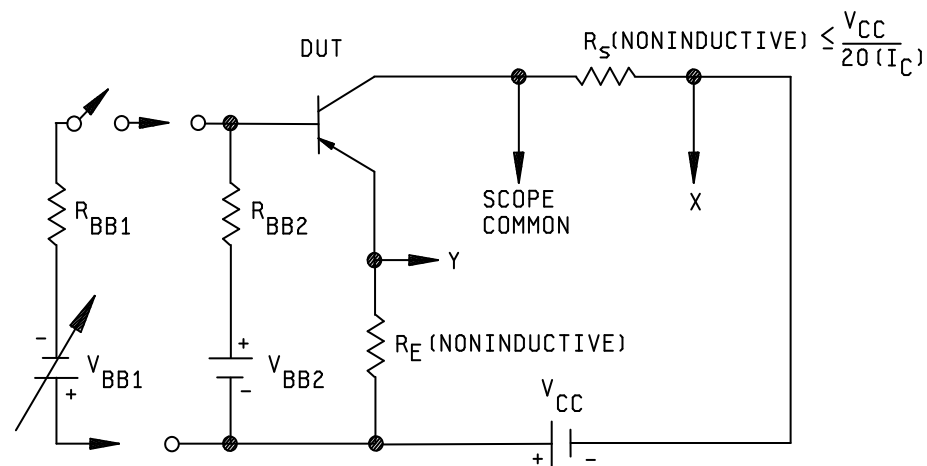 DUT
R_S (NONINDUCTIVE) ≤ V_CC / 20 (I_C)
SCOPE
COMMON
X
R_BB1
R_BB2
Y
-
+
R_E (NONINDUCTIVE)
V_BB1
+
V_BB2
-
V_CC
+
-